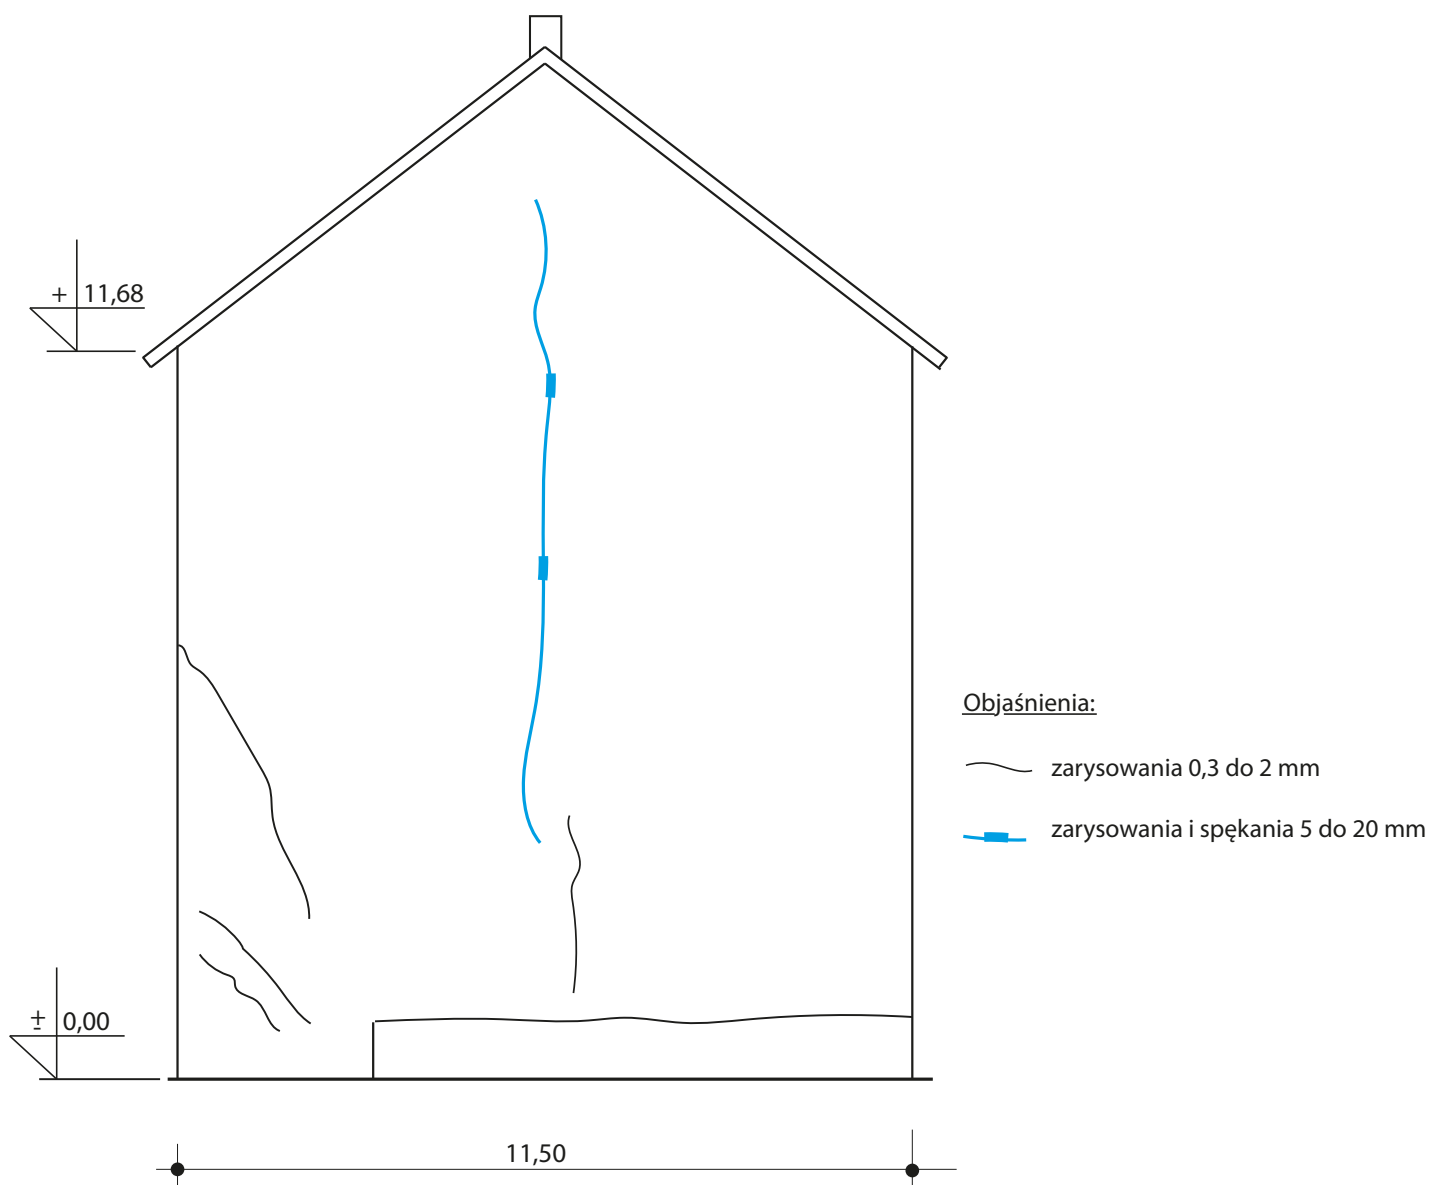 + 11,68
Objaśnienia:
zarysowania 0,3 do 2 mm
zarysowania i spękania 5 do 20 mm
± 0,00
11,50